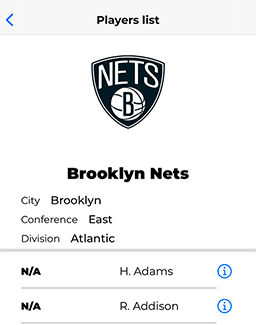 Players list
NETS
B
Brooklyn Nets
City Brooklyn
Conference East
Division Atlantic
N/A H. Adams
N/A R. Addison